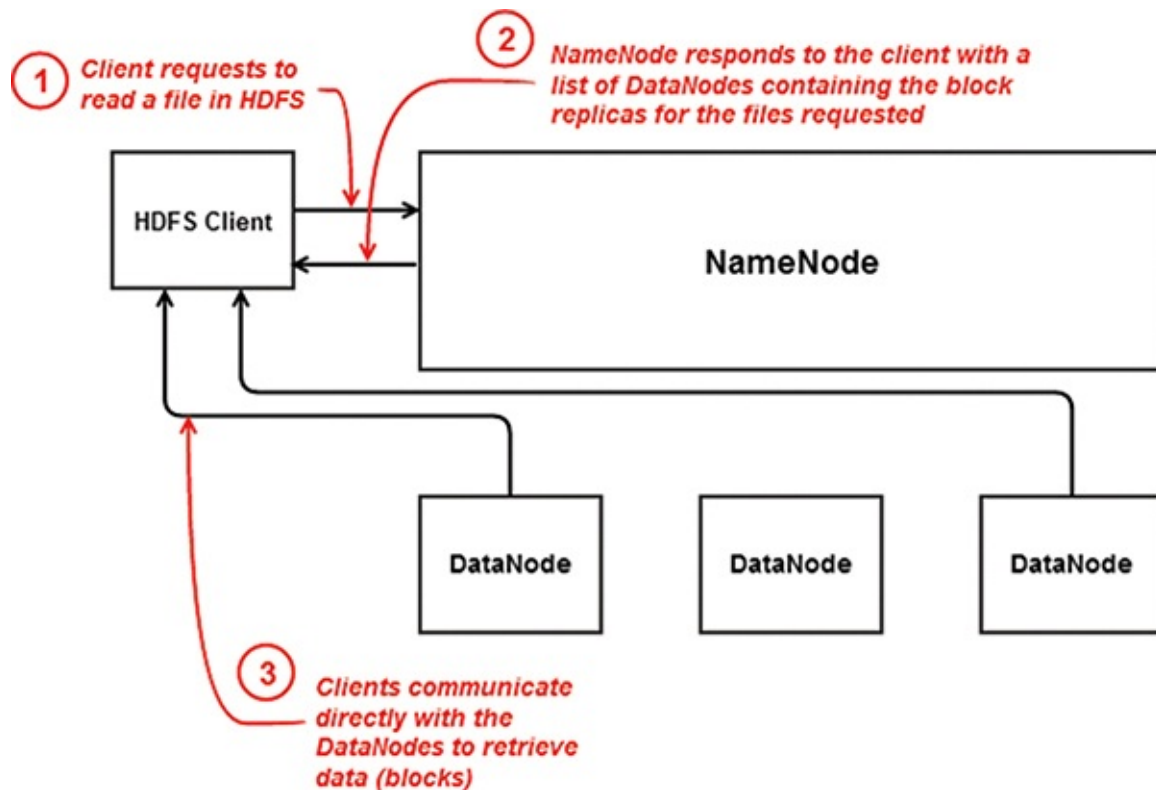 1
Client requests to
read a file in HDFS
2
NameNode responds to the client with a
list of DataNodes containing the block
replicas for the files requested
HDFS Client
NameNode
DataNode
DataNode
DataNode
3
Clients communicate
directly with the
DataNodes to retrieve
data (blocks)